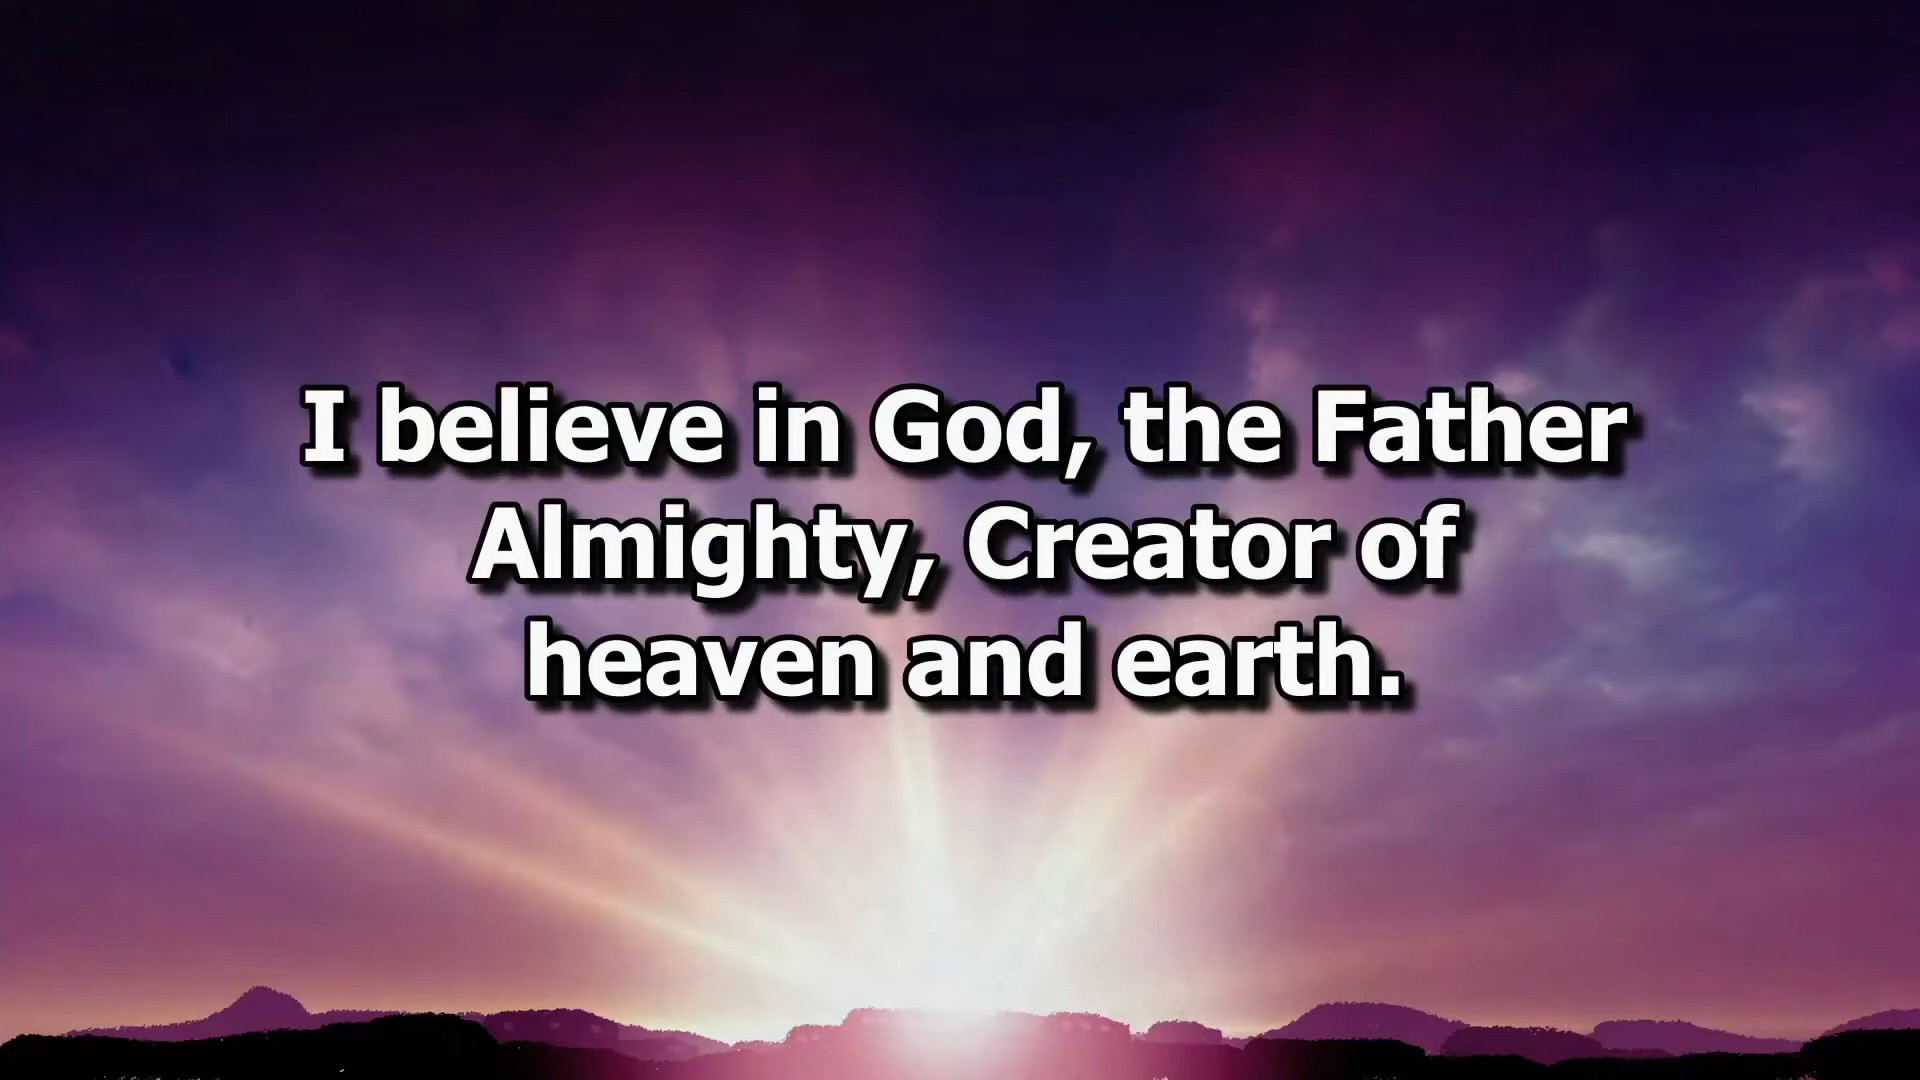 I believe in God, the Father
Almighty, Creator of
heaven and earth.